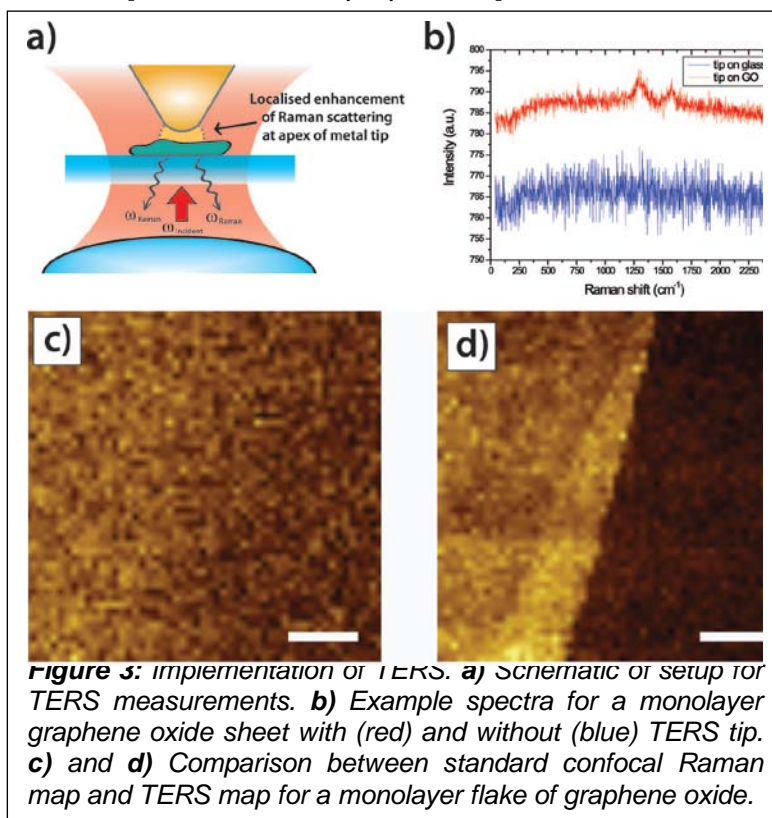 a)
Localised enhancement
of Raman scattering
at apex of metal tip
ω Raman
ω Raman
ω Incident
b)
tip on glass
tip on GO
800
795
790
785
780
775
770
765
760
755
750
Intensity (a.u.)
0 250 500 750 1000 1250 1500 1750 2000 2250
Raman shift (cm⁻¹)
c)
d)
Figure 3: Implementation of TERS. a) Schematic of setup for
TERS measurements. b) Example spectra for a monolayer
graphene oxide sheet with (red) and without (blue) TERS tip.
c) and d) Comparison between standard confocal Raman
map and TERS map for a monolayer flake of graphene oxide.